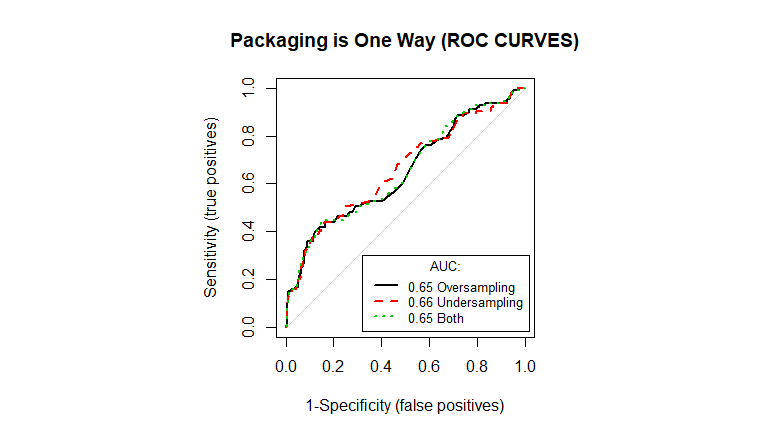 Packaging is One Way (ROC CURVES)
Sensitivity (true positives)
1.0
0.8
0.6
0.4
0.2
0.0
AUC:
0.65 Oversampling
0.66 Undersampling
0.65 Both
0.0 0.2 0.4 0.6 0.8 1.0
1-Specificity (false positives)